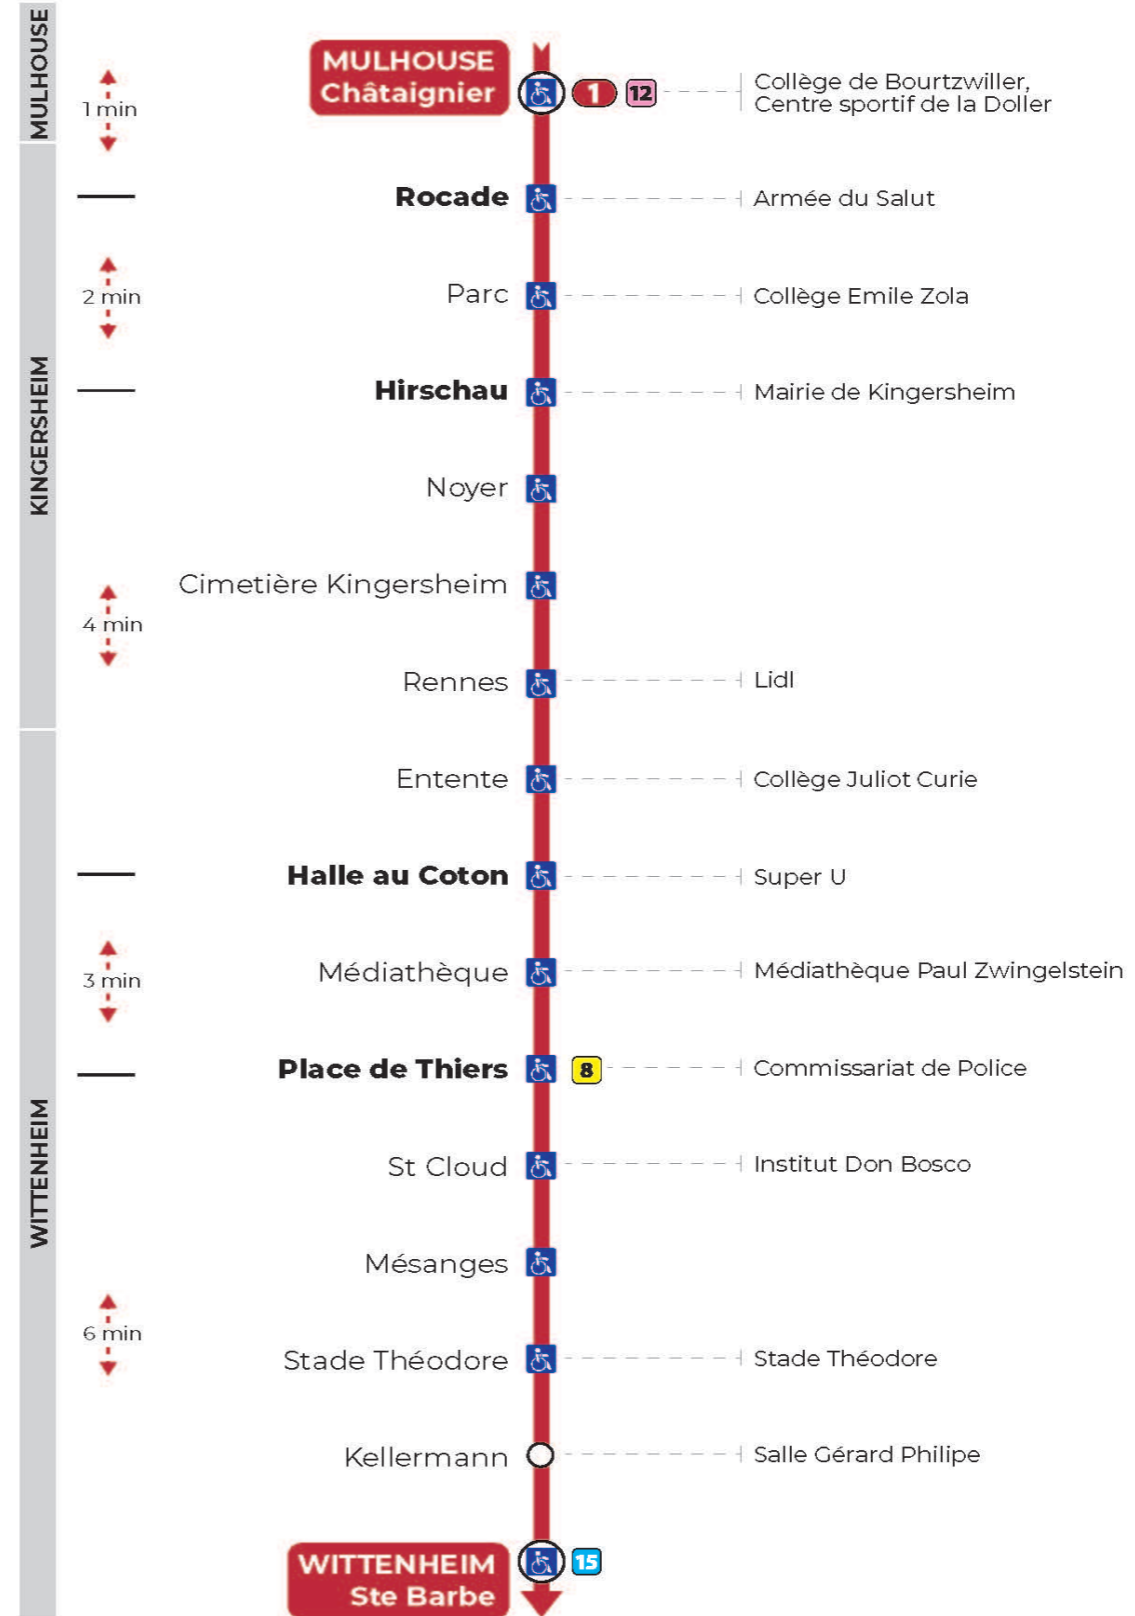 MULHOUSE
1 min
MULHOUSE
Châtaignier
1
12
Collège de Bourtzwiller,
Centre sportif de la Doller
KINGERSHEIM
Rocade
Armée du Salut
2 min
Parc
Collège Emile Zola
Hirschau
Mairie de Kingersheim
Noyer
Cimetière Kingersheim
4 min
Rennes
Lidl
WITTENHEIM
Entente
Collège Juliot Curie
Halle au Coton
Super U
3 min
Médiathèque
Médiathèque Paul Zwingelstein
Place de Thiers
8
Commissariat de Police
St Cloud
Institut Don Bosco
Mésanges
6 min
Stade Théodore
Stade Théodore
Kellermann
Salle Gérard Philipe
WITTENHEIM
Ste Barbe
15